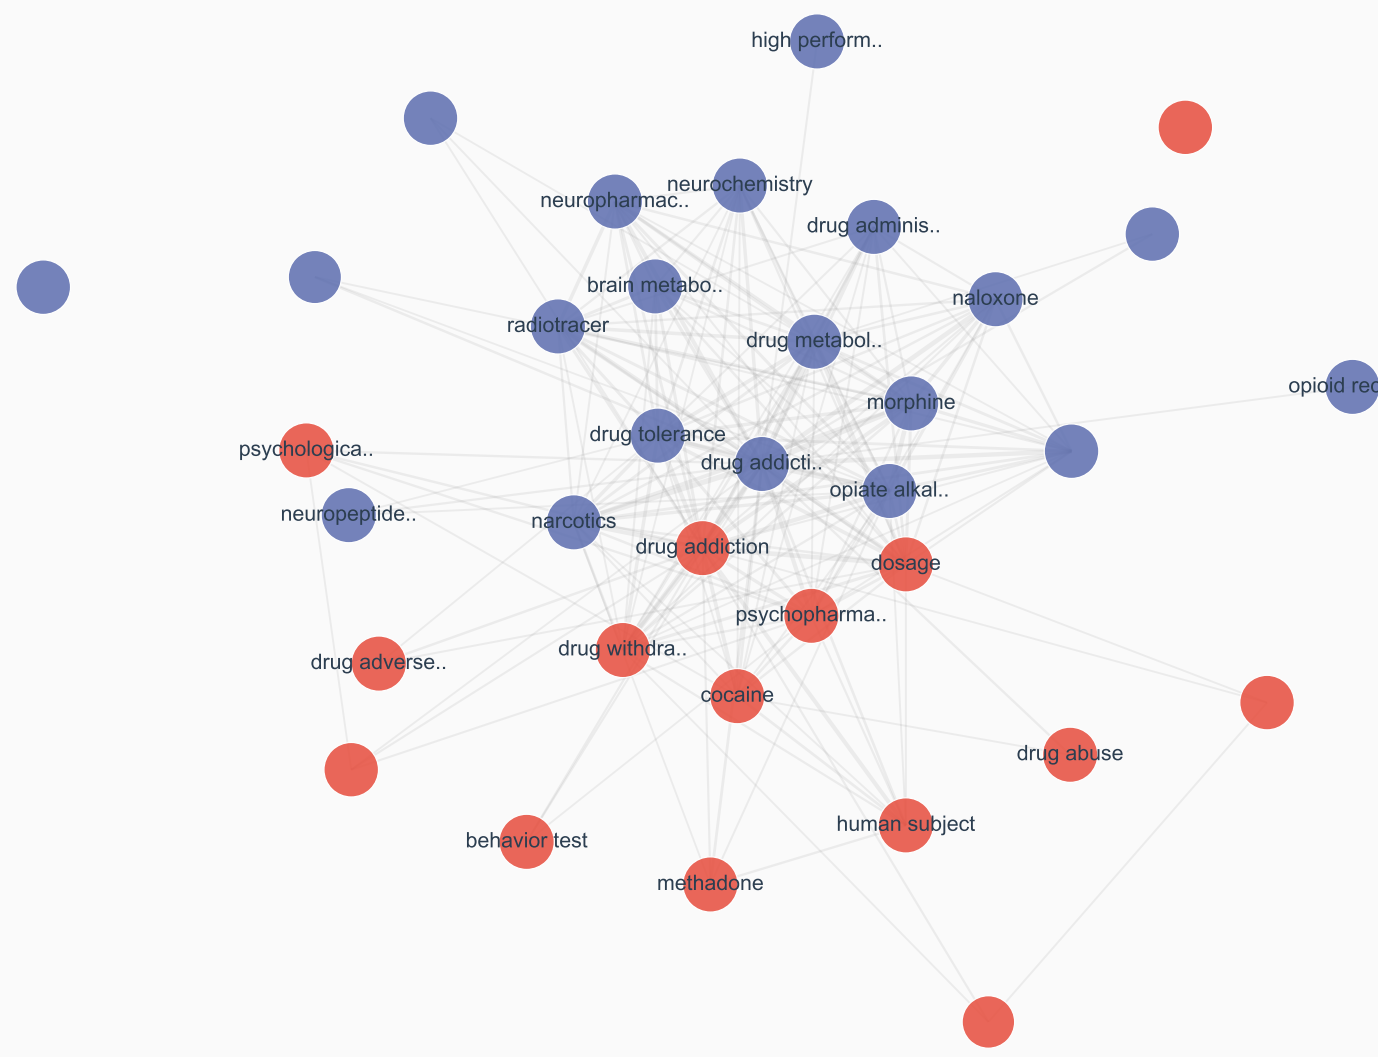 high perform..
neurochemistry
neuropharmac..
drug adminis..
brain metabo..
naloxone
radiotracer
drug metabol..
opioid rec
morphine
drug tolerance
psychologica..
drug addicti..
opiate alkal..
neuropeptide..
narcotics
drug addiction
dosage
psychopharma..
drug withdra..
drug adverse..
cocaine
drug abuse
human subject
behavior test
methadone